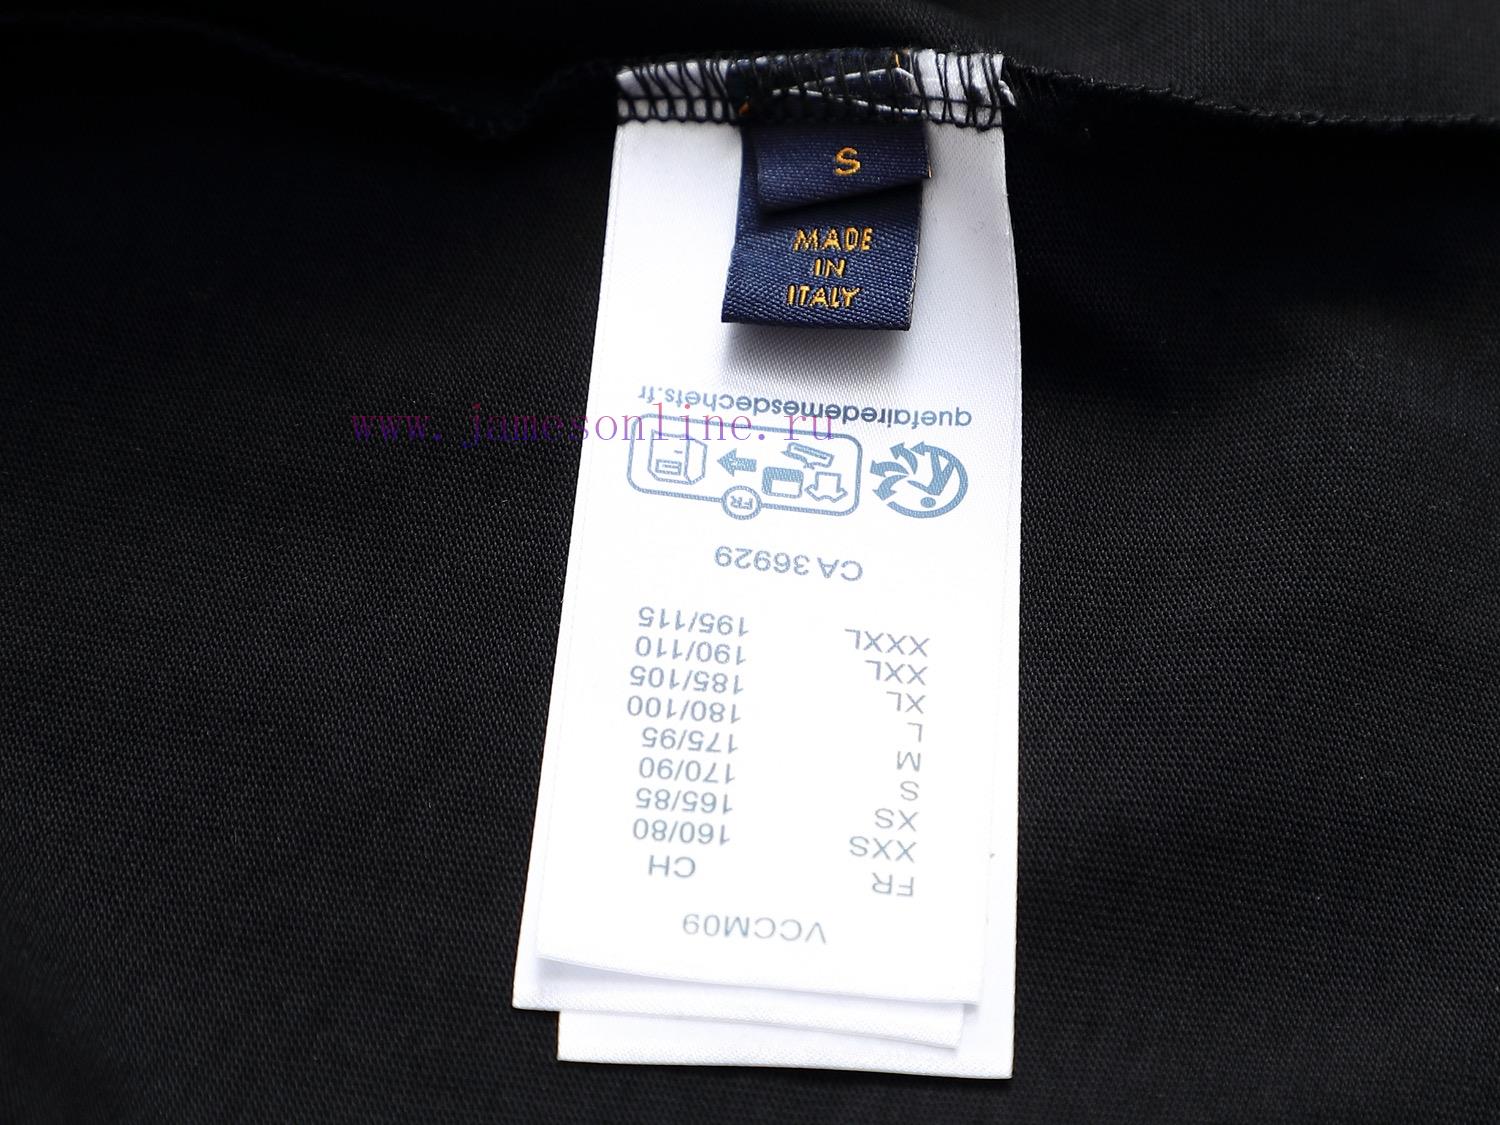 S
MADE
IN
ITALY
www.jamesonline.ru
VCCM09
FR CH
XXS 160/80
XS 165/85
S 170/90
M 175/95
L 180/100
XL 185/105
XXL 190/110
XXXL 195/115
CA 36929
FR
quefairedemesdechets.fr